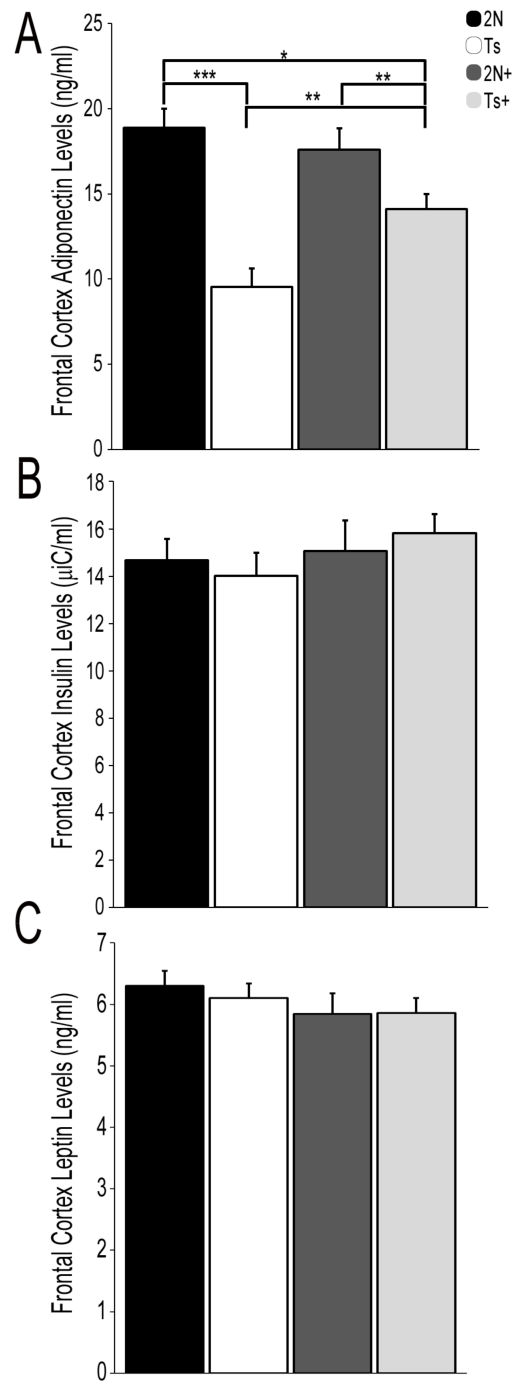 A
2N
Ts
2N+
Ts+
Frontal Cortex Adiponectin Levels (ng/ml)
25
20
15
10
5
0
*
***
**
**
B
Frontal Cortex Insulin Levels (µiC/ml)
18
16
14
12
10
8
6
4
2
0
C
Frontal Cortex Leptin Levels (ng/ml)
7
6
5
4
3
2
1
0